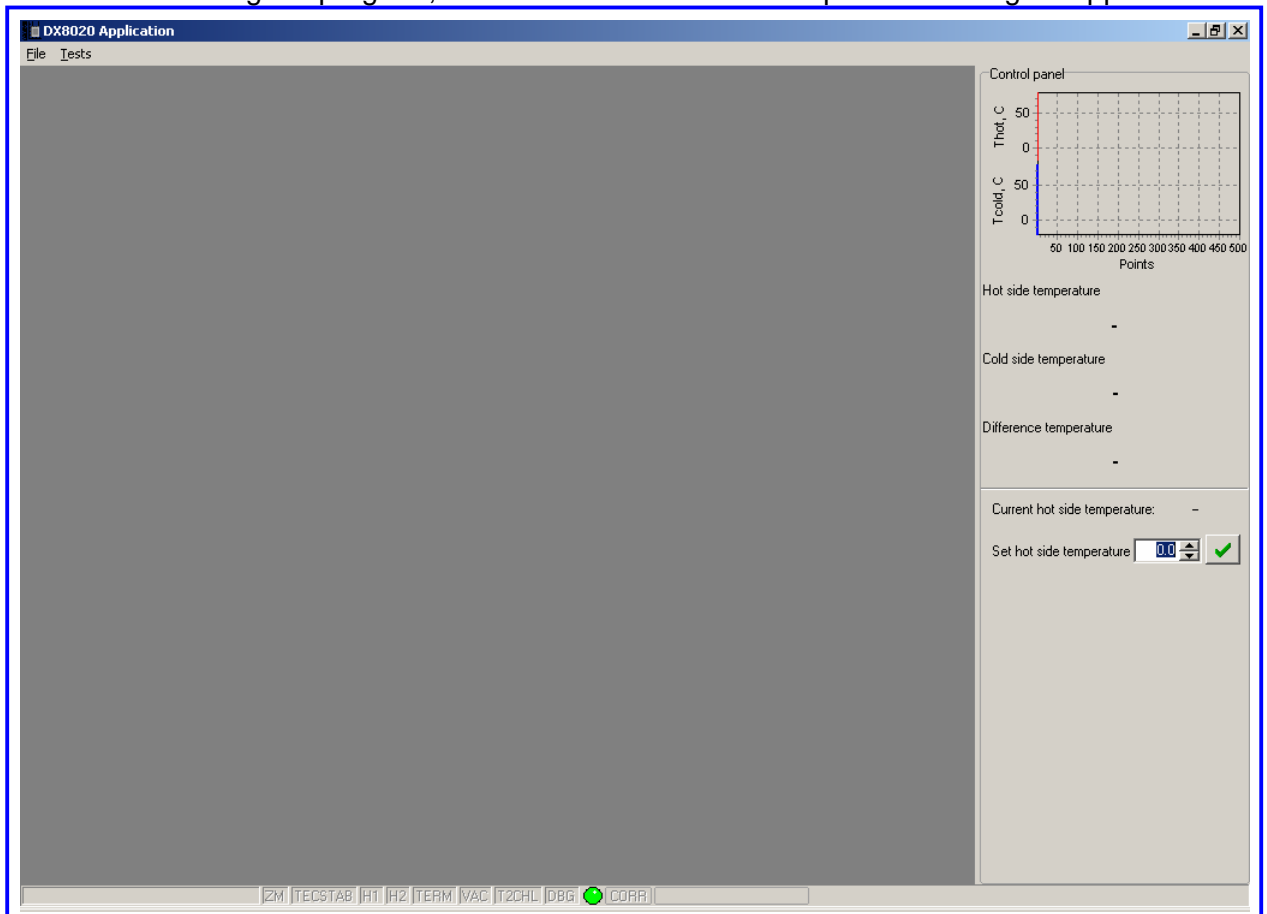 DX8020 Application
File Tests
Control panel
Thot, C
50
0
Tcold, C
50
0
50 100 150 200 250 300 350 400 450 500
Points
Hot side temperature
-
Cold side temperature
-
Difference temperature
-
Current hot side temperature: -
Set hot side temperature 0.0
ZM TECSTAB H1 H2 TERM VAC T2CHL DBG CORR